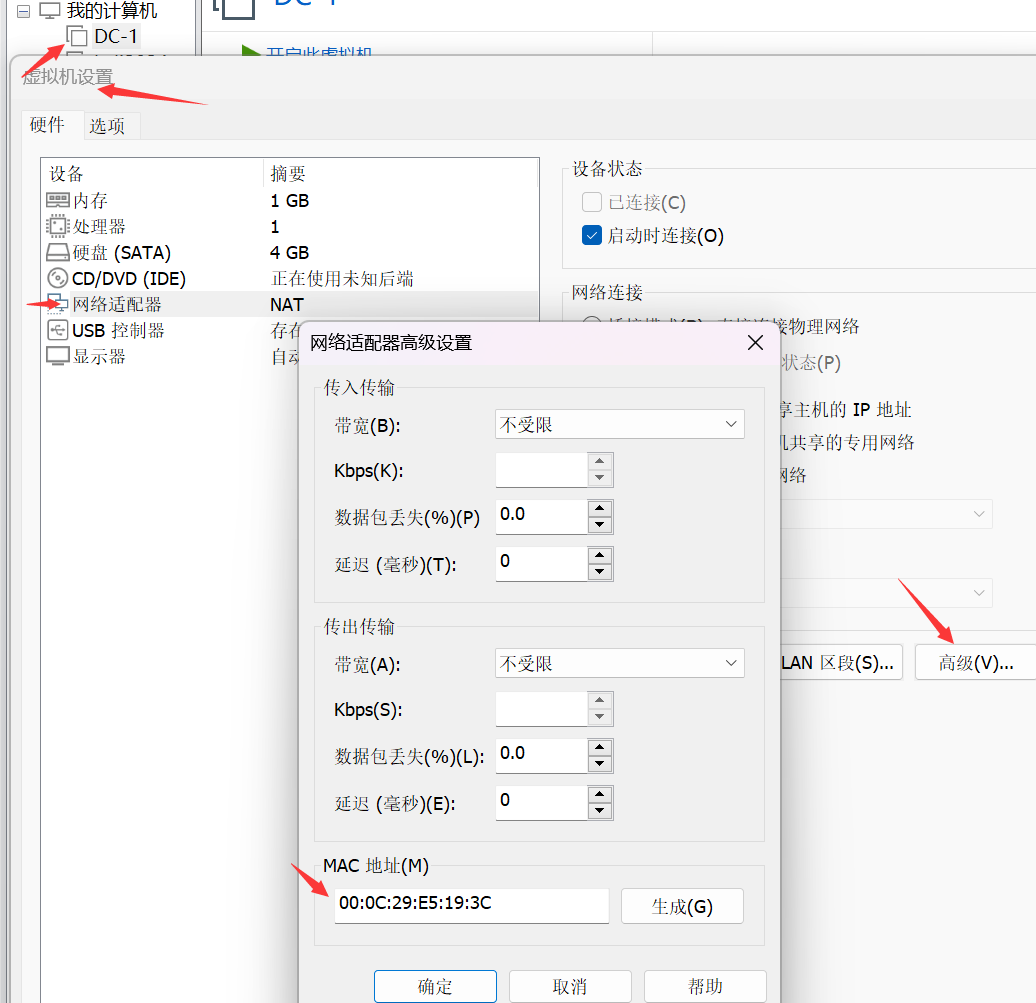 我的计算机
DC-1
DC-1
开启此虚拟机
虚拟机设置
硬件 选项
设备 摘要
内存 1 GB
处理器 1
硬盘 (SATA) 4 GB
CD/DVD (IDE) 正在使用未知后端
网络适配器 NAT
USB 控制器 存在
显示器 自动
设备状态
已连接(C)
启动时连接(O)
网络连接
物理网络
状态(P)
享主机的 IP 地址
机共享的专用网络
网络
LAN 区段(S)... 高级(V)...
网络适配器高级设置
传入传输
带宽(B): 不受限
Kbps(K):
数据包丢失(%)(P) 0.0
延迟 (毫秒)(T): 0
传出传输
带宽(A): 不受限
Kbps(S):
数据包丢失(%)(L): 0.0
延迟 (毫秒)(E): 0
MAC 地址(M)
00:0C:29:E5:19:3C 生成(G)
确定 取消 帮助